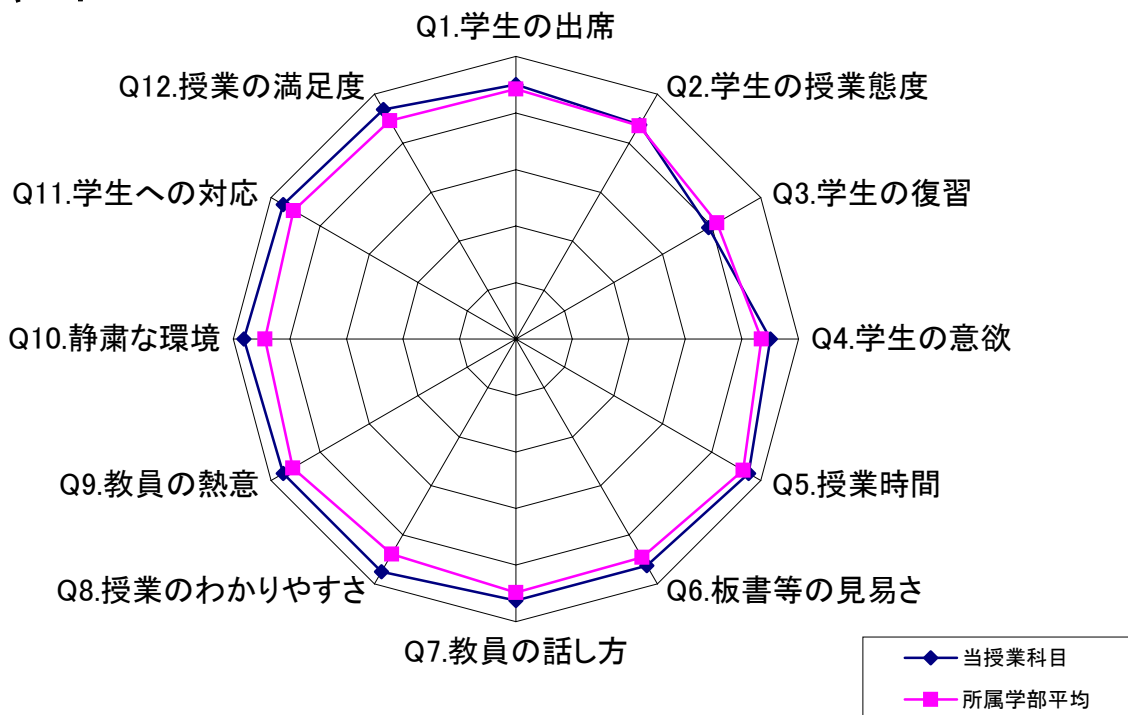 Q1.学生の出席
Q2.学生の授業態度
Q3.学生の復習
Q4.学生の意欲
Q5.授業時間
Q6.板書等の見易さ
Q7.教員の話し方
Q8.授業のわかりやすさ
Q9.教員の熱意
Q10.静粛な環境
Q11.学生への対応
Q12.授業の満足度
当授業科目
所属学部平均